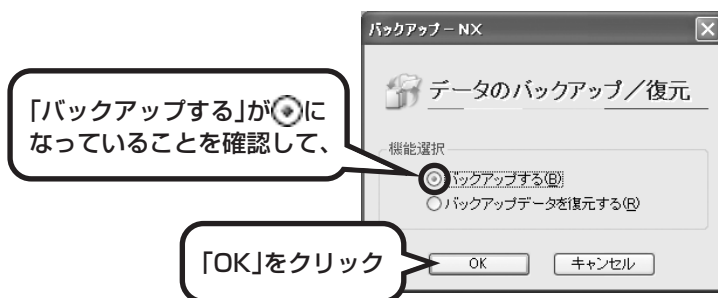 バックアップ－NX
データのバックアップ／復元
「バックアップする」が◉に
なっていることを確認して、
機能選択
バックアップする(B)
バックアップデータを復元する(R)
「OK」をクリック
OK
キャンセル